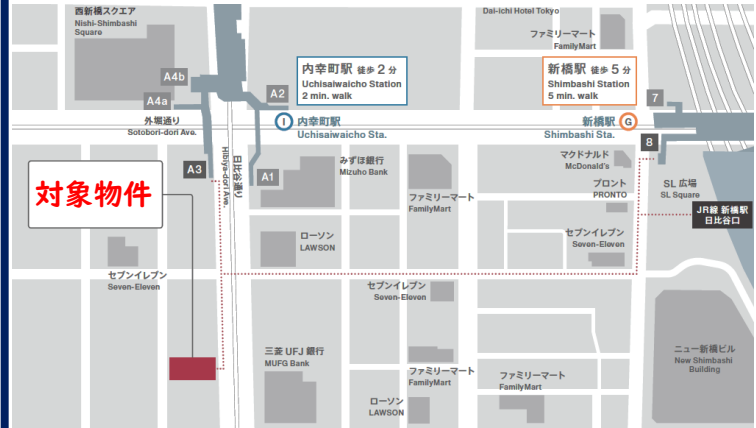 西新橋スクエア
Nishi-Shimbashi
Square
Dai-ichi Hotel Tokyo
ファミリーマート
FamilyMart
A4b
A4a
A2
内幸町駅 徒歩 2 分
Uchisaiwaicho Station
2 min. walk
新橋駅 徒歩 5 分
Shimbashi Station
5 min. walk
7
外堀通り
Sotobori-dori Ave.
I 内幸町駅
Uchisaiwaicho Sta.
新橋駅 G
Shimbashi Sta.
8
A3
日比谷通り
Hibiya-dori Ave.
A1
みずほ銀行
Mizuho Bank
ファミリーマート
FamilyMart
マクドナルド
McDonald's
プロント
PRONTO
SL 広場
SL Square
JR線 新橋駅
日比谷口
対象物件
ローソン
LAWSON
セブンイレブン
Seven-Eleven
セブンイレブン
Seven-Eleven
セブンイレブン
Seven-Eleven
三菱 UFJ 銀行
MUFG Bank
ファミリーマート
FamilyMart
ファミリーマート
FamilyMart
ローソン
LAWSON
ニュー新橋ビル
New Shimbashi
Building